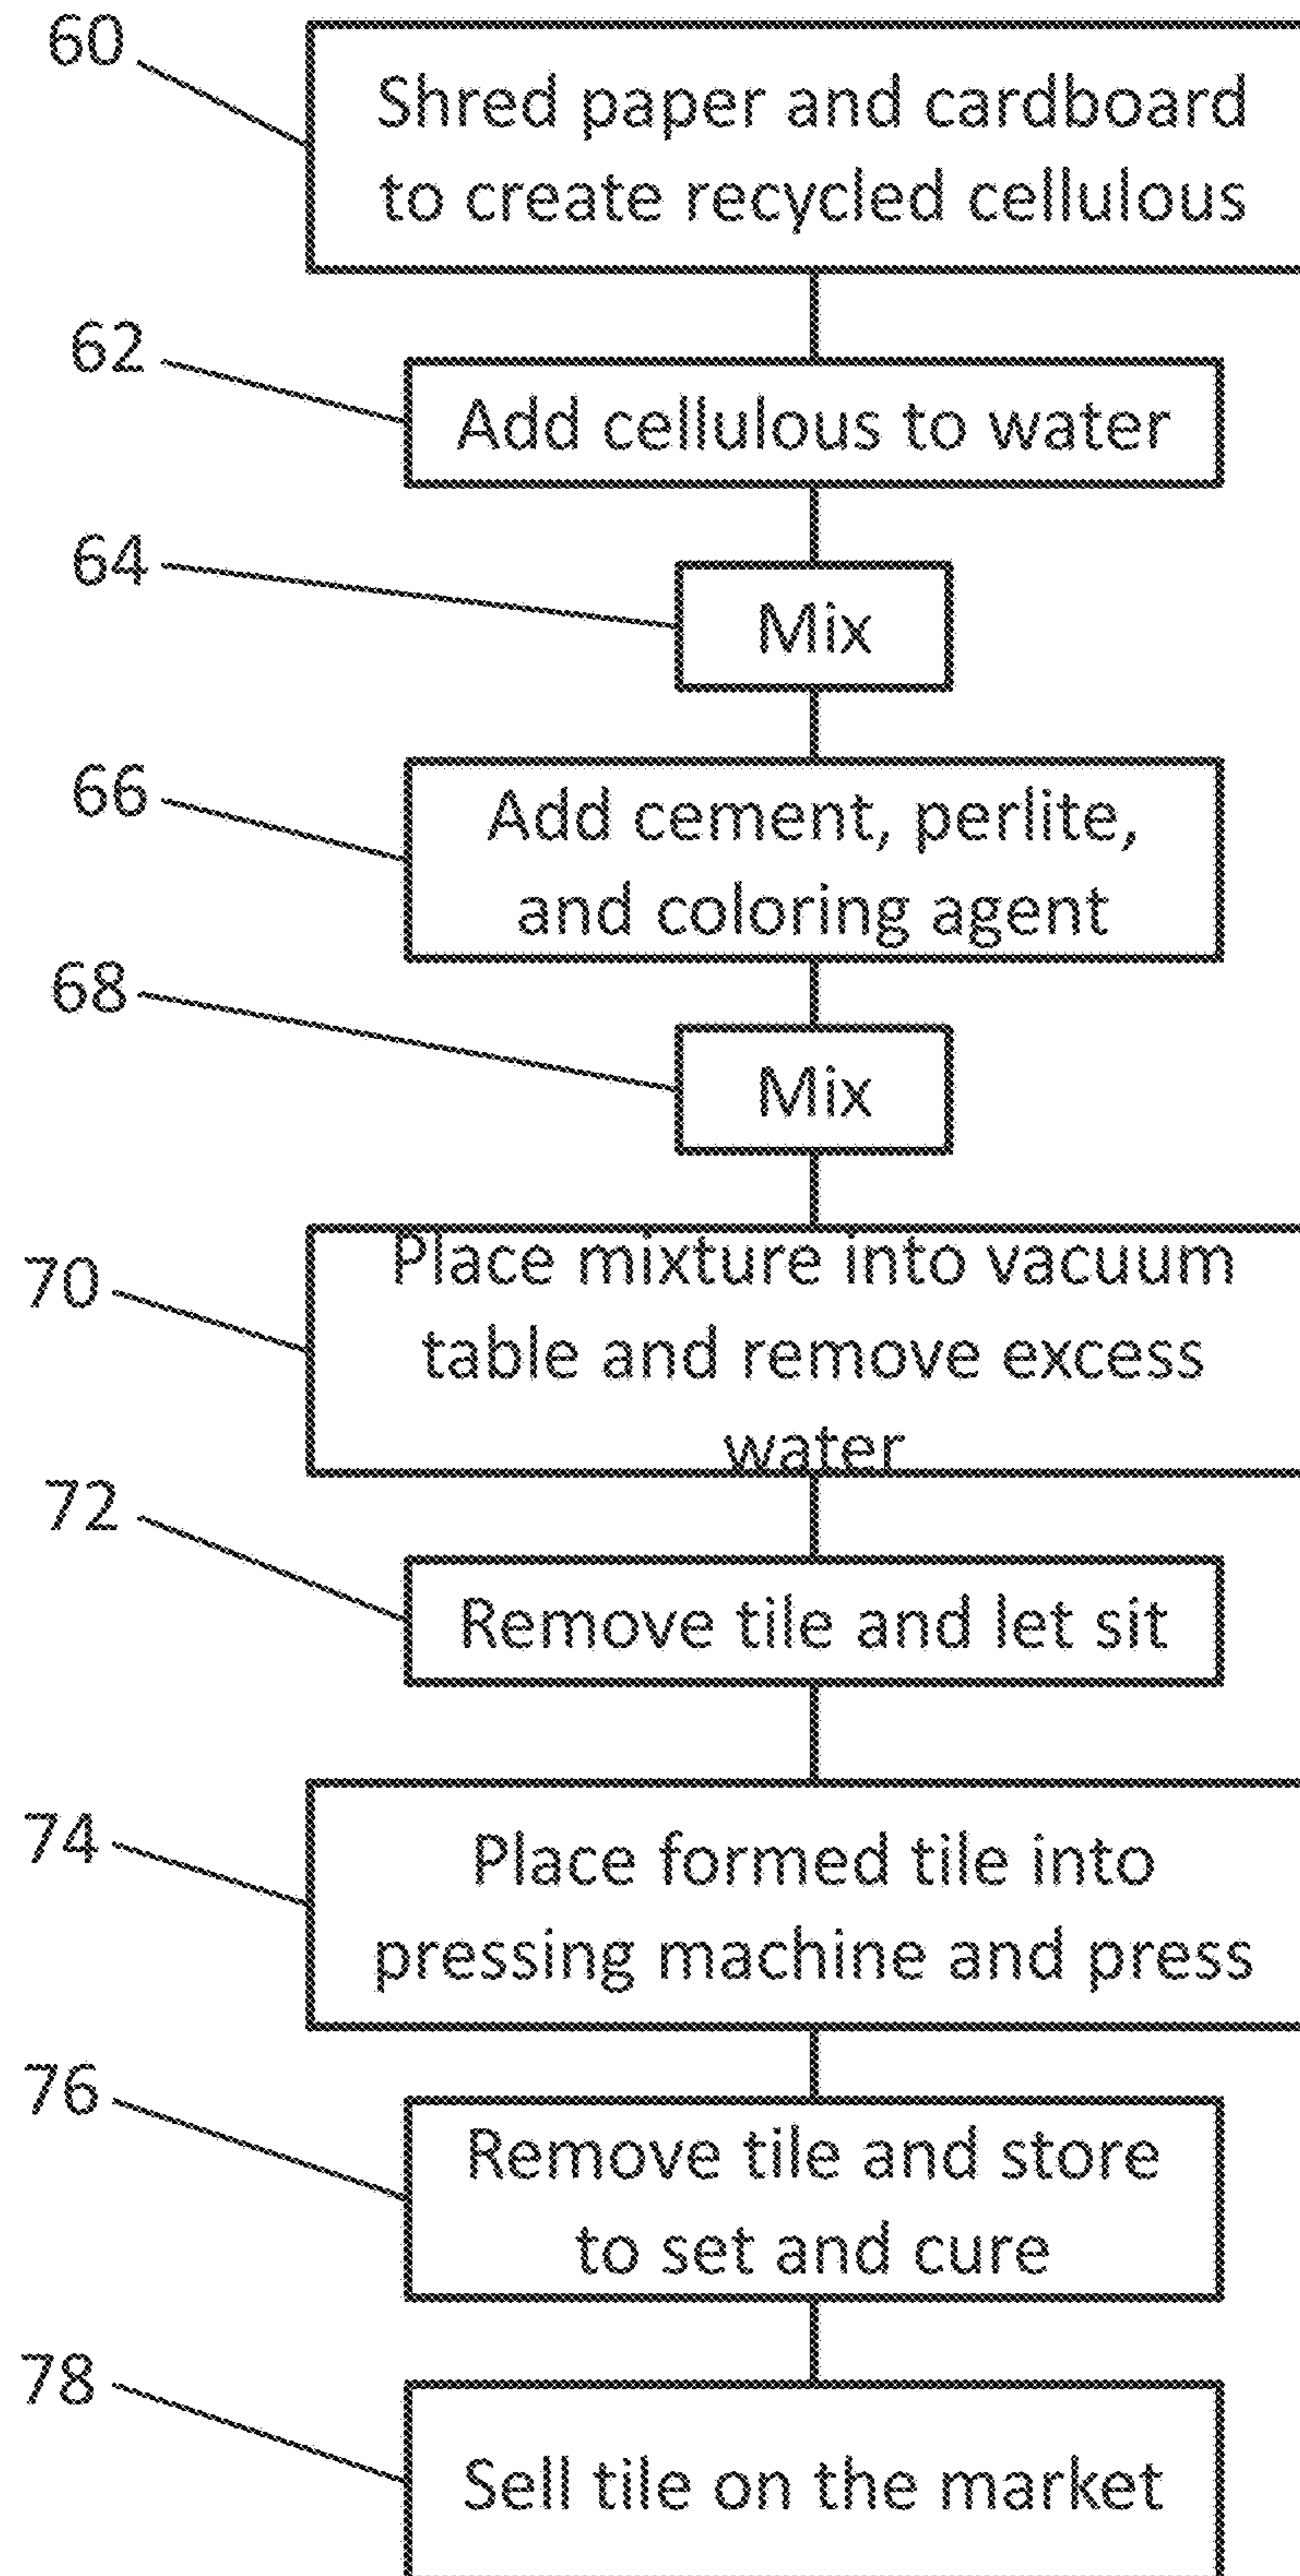 60
Shred paper and cardboard
to create recycled cellulous
62
Add cellulous to water
64
Mix
66
Add cement, perlite,
and coloring agent
68
Mix
70
Place mixture into vacuum
table and remove excess
water
72
Remove tile and let sit
74
Place formed tile into
pressing machine and press
76
Remove tile and store
to set and cure
78
Sell tile on the market